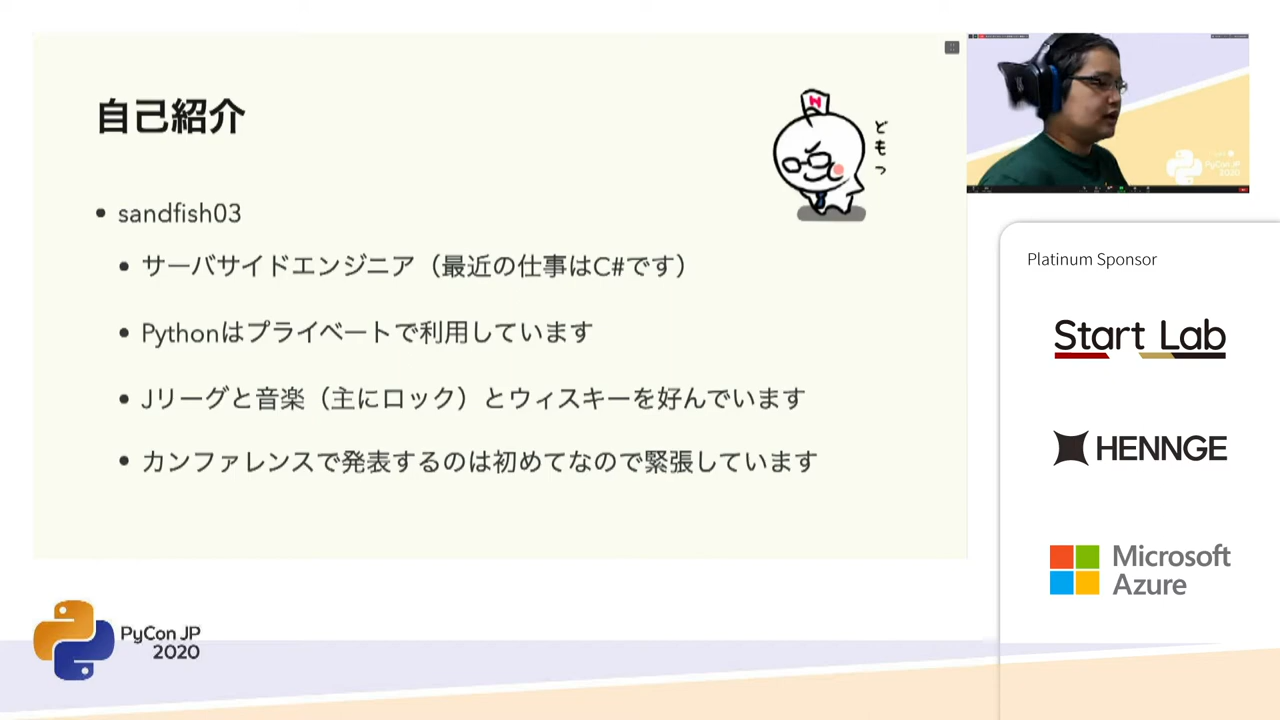 自己紹介
N
どもっ
sandfish03
サーバサイドエンジニア（最近の仕事はC#です）
Pythonはプライベートで利用しています
Jリーグと音楽（主にロック）とウィスキーを好んでいます
カンファレンスで発表するのは初めてなので緊張しています
PyCon JP
2020
Platinum Sponsor
Start Lab
HENNGE
Microsoft
Azure
PyCon JP
2020